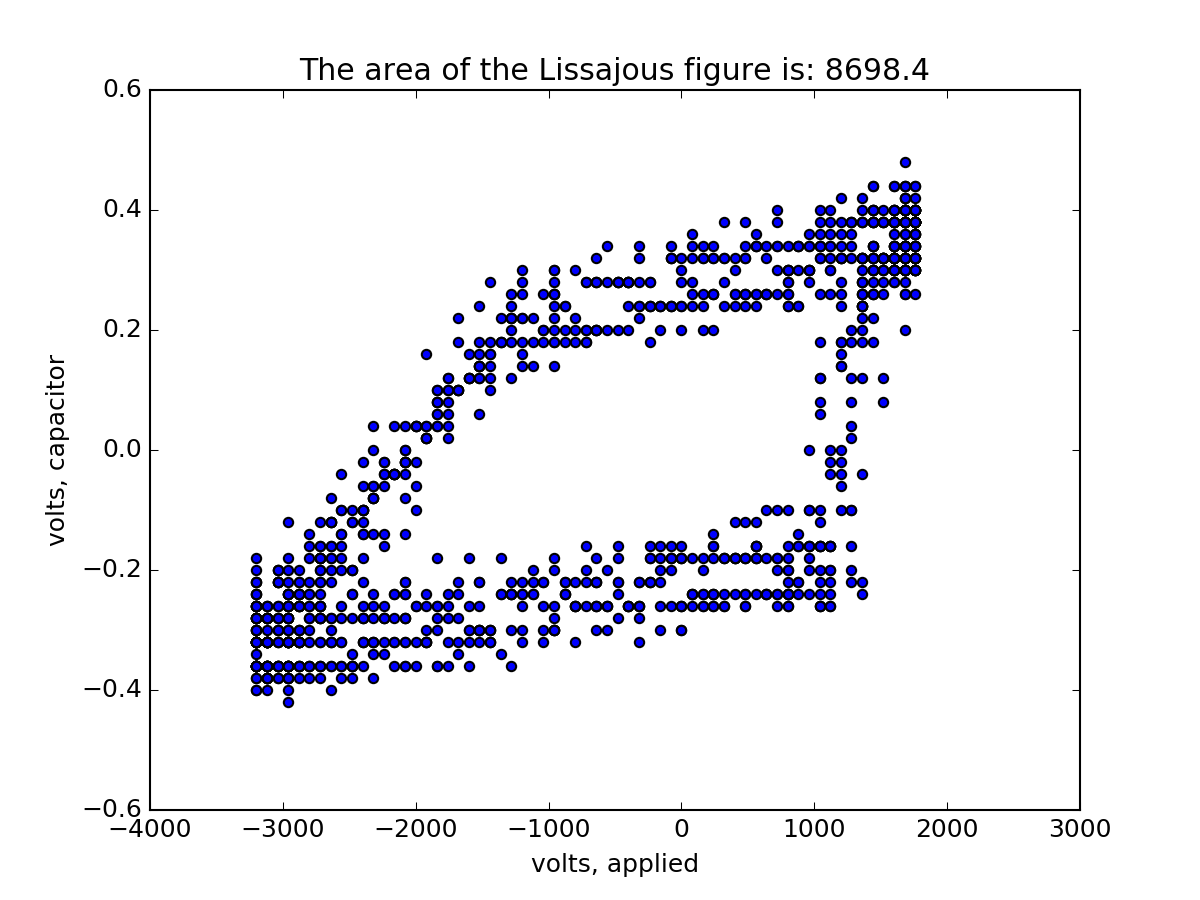 The area of the Lissajous figure is: 8698.4
0.6
0.4
0.2
0.0
−0.2
−0.4
−0.6
volts, capacitor
−4000 −3000 −2000 −1000 0 1000 2000 3000
volts, applied